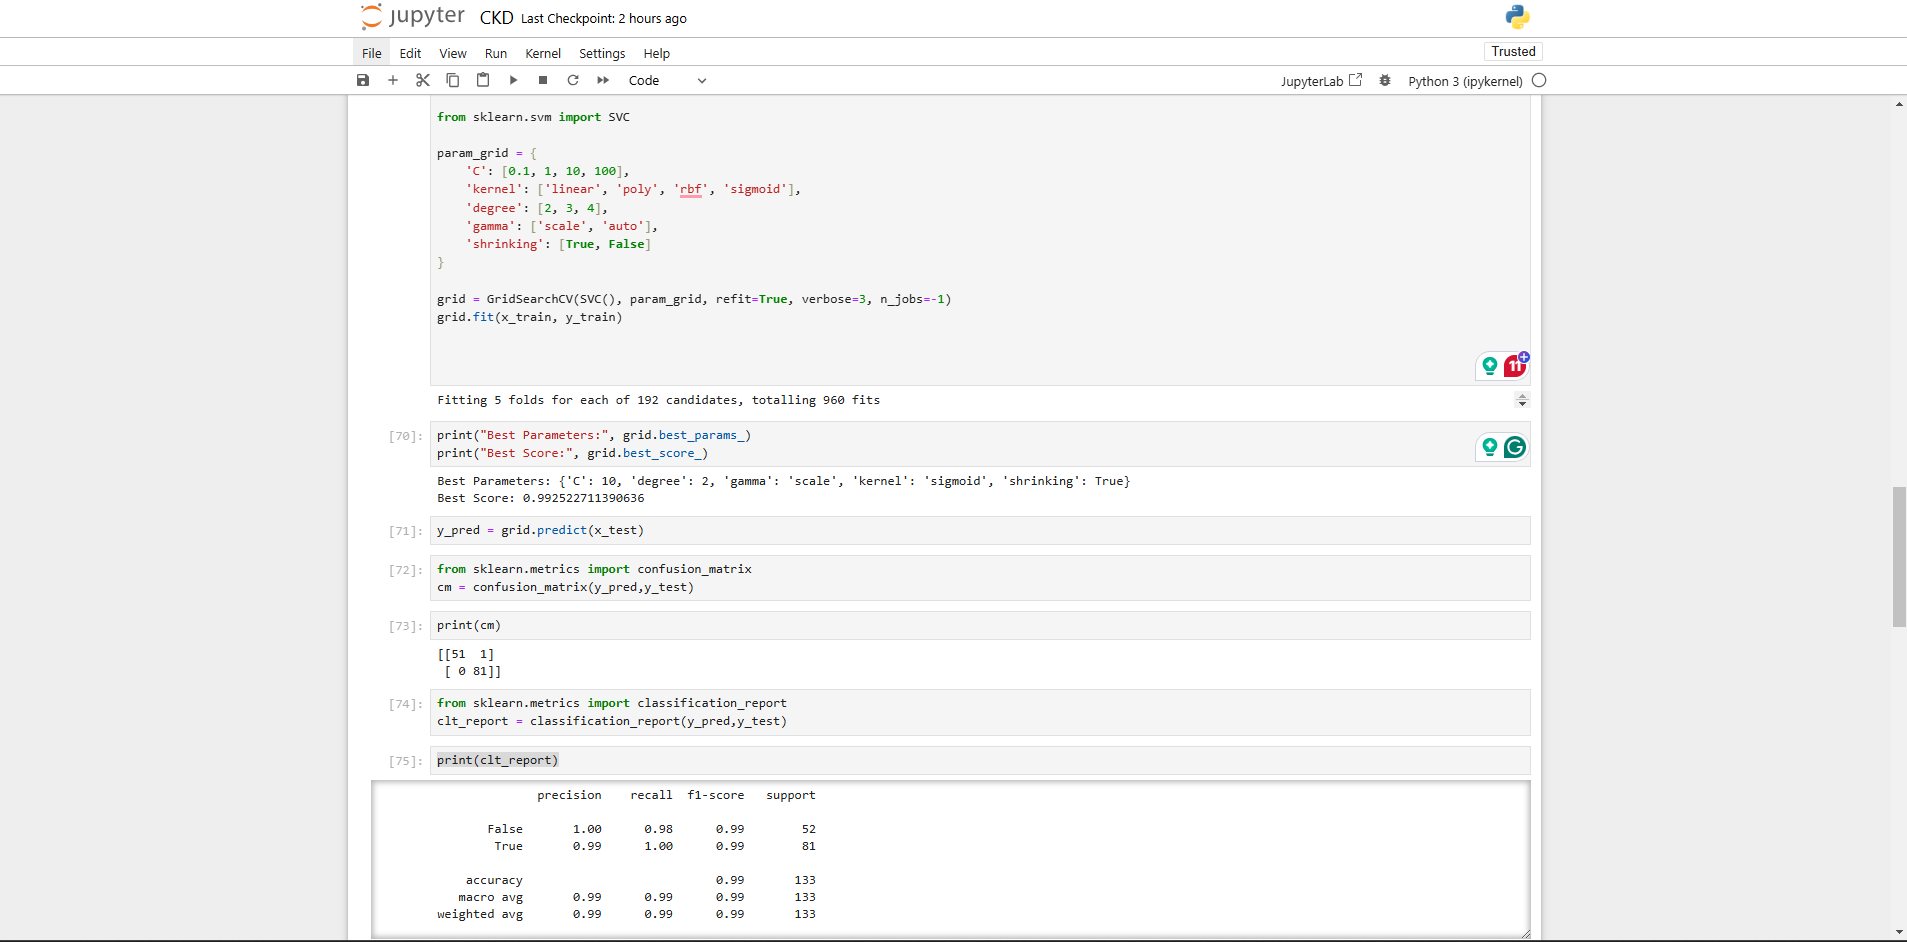 jupyter CKD Last Checkpoint: 2 hours ago
File Edit View Run Kernel Settings Help
Trusted
Code
JupyterLab
Python 3 (ipykernel)
from sklearn.svm import SVC
param_grid = {
    'C': [0.1, 1, 10, 100],
    'kernel': ['linear', 'poly', 'rbf', 'sigmoid'],
    'degree': [2, 3, 4],
    'gamma': ['scale', 'auto'],
    'shrinking': [True, False]
}
grid = GridSearchCV(SVC(), param_grid, refit=True, verbose=3, n_jobs=-1)
grid.fit(x_train, y_train)
11
Fitting 5 folds for each of 192 candidates, totalling 960 fits
[70]: print("Best Parameters:", grid.best_params_)
print("Best Score:", grid.best_score_)
Best Parameters: {'C': 10, 'degree': 2, 'gamma': 'scale', 'kernel': 'sigmoid', 'shrinking': True}
Best Score: 0.992522711390636
[71]: y_pred = grid.predict(x_test)
[72]: from sklearn.metrics import confusion_matrix
cm = confusion_matrix(y_pred,y_test)
[73]: print(cm)
[[51  1]
 [ 0 81]]
[74]: from sklearn.metrics import classification_report
clt_report = classification_report(y_pred,y_test)
[75]: print(clt_report)
precision recall f1-score support
False 1.00 0.98 0.99 52
True 0.99 1.00 0.99 81
accuracy 0.99 133
macro avg 0.99 0.99 0.99 133
weighted avg 0.99 0.99 0.99 133